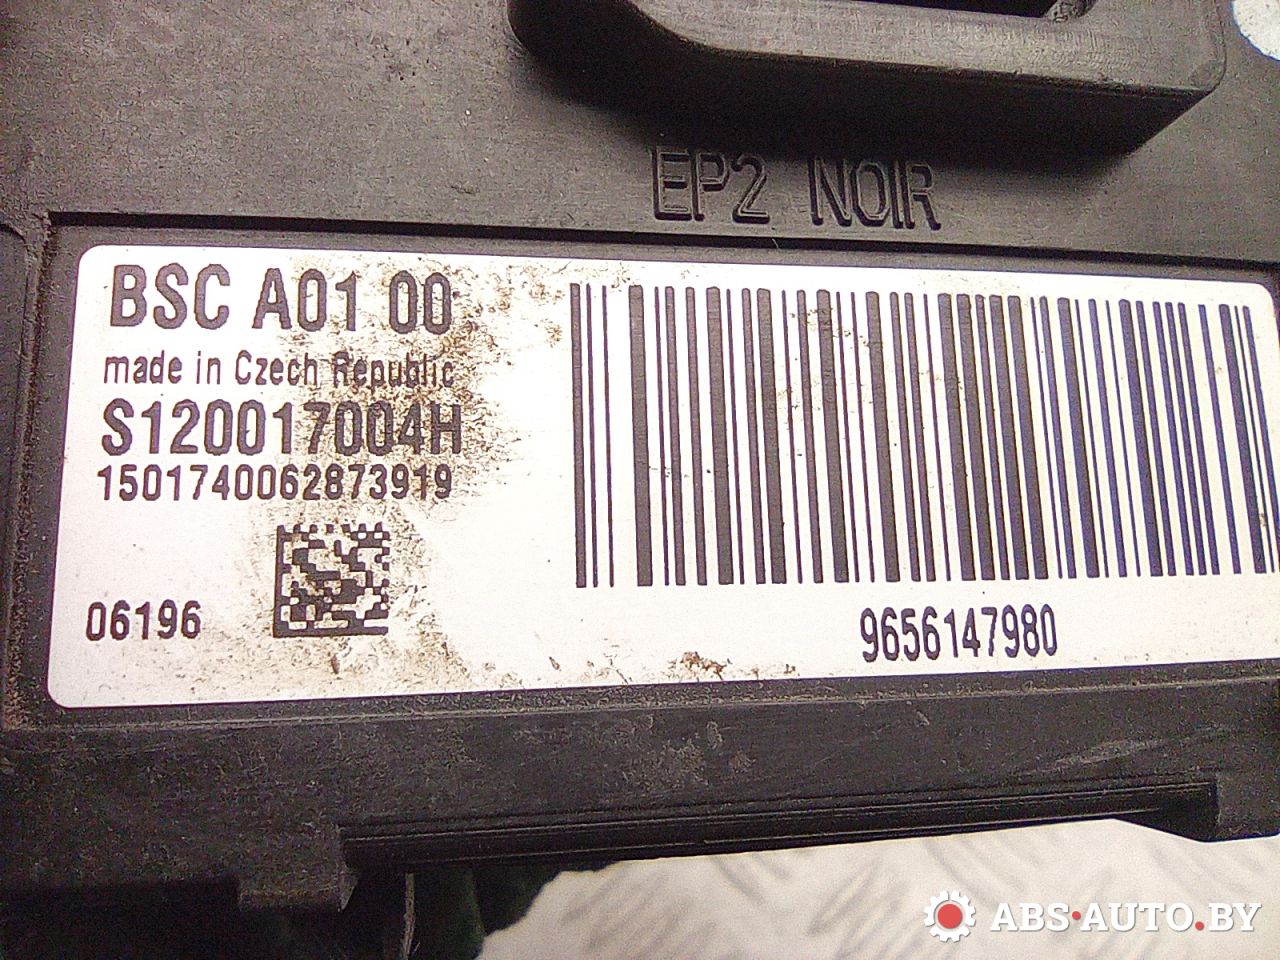 EP2 NOIR
BSC A01 00
made in Czech Republic
S120017004H
1501740062873919
06196
9656147980
ABS-AUTO.BY